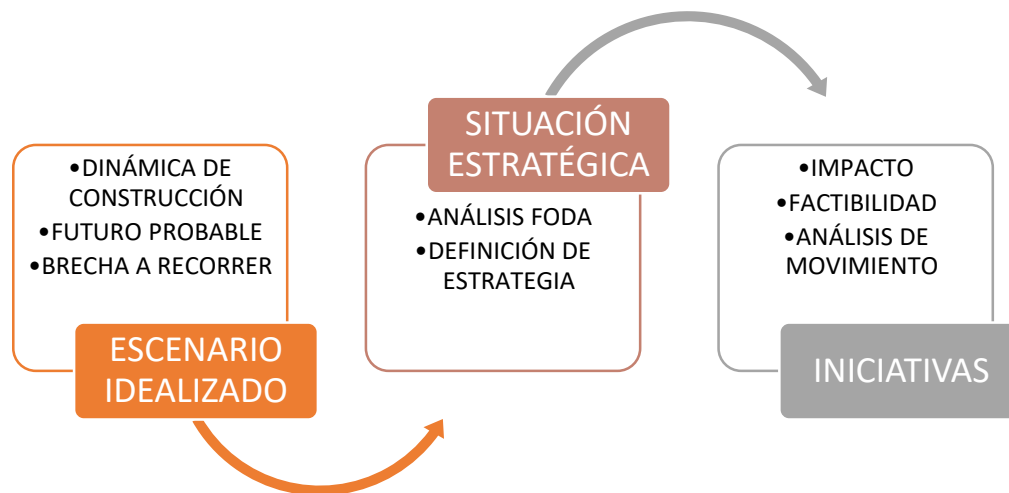 •DINÁMICA DE
CONSTRUCCIÓN
•FUTURO PROBABLE
•BRECHA A RECORRER
ESCENARIO
IDEALIZADO
SITUACIÓN
ESTRATÉGICA
•ANÁLISIS FODA
•DEFINICIÓN DE
ESTRATEGIA
•IMPACTO
•FACTIBILIDAD
•ANÁLISIS DE
MOVIMIENTO
INICIATIVAS